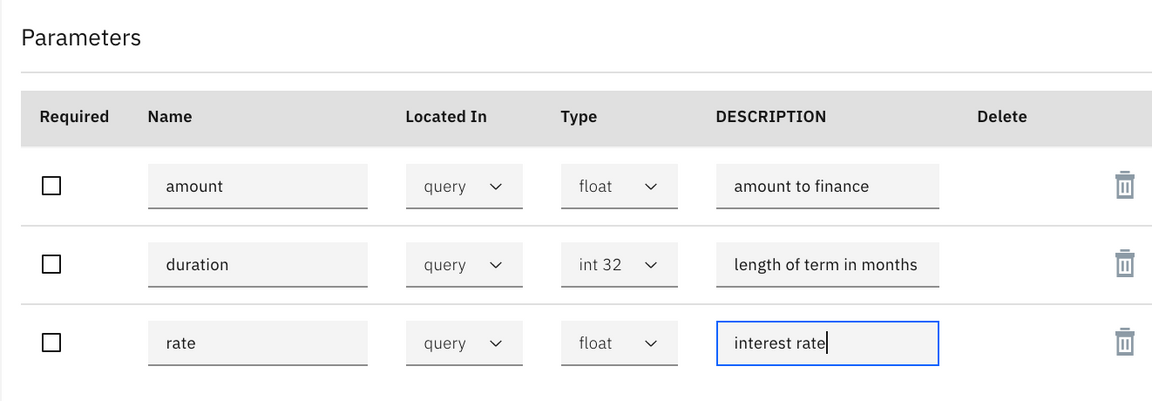 Parameters
Required Name Located In Type DESCRIPTION Delete
amount query float amount to finance
duration query int 32 length of term in months
rate query float interest rate